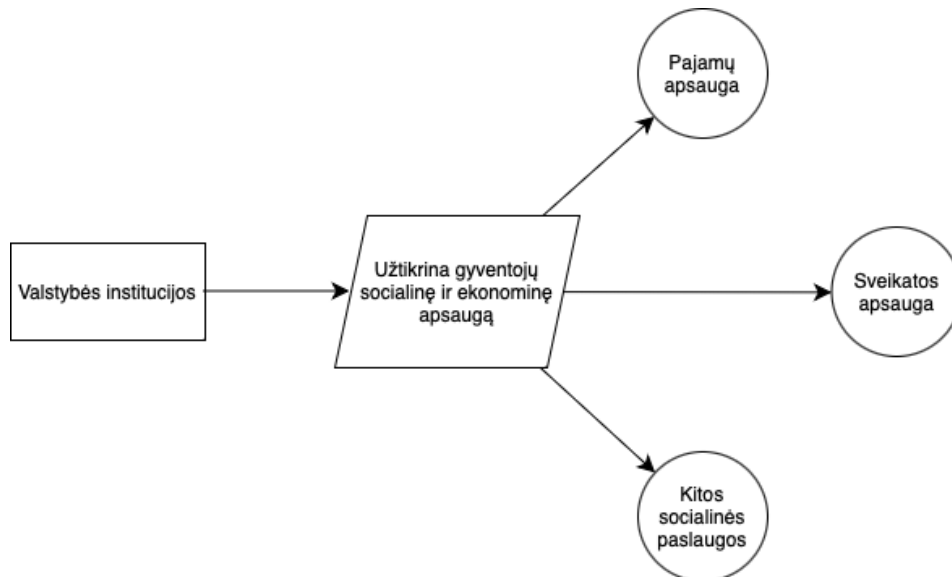 Pajamų
apsauga
Valstybės institucijos
Užtikrina gyventojų
socialinę ir ekonominę
apsaugą
Sveikatos
apsauga
Kitos
socialinės
paslaugos